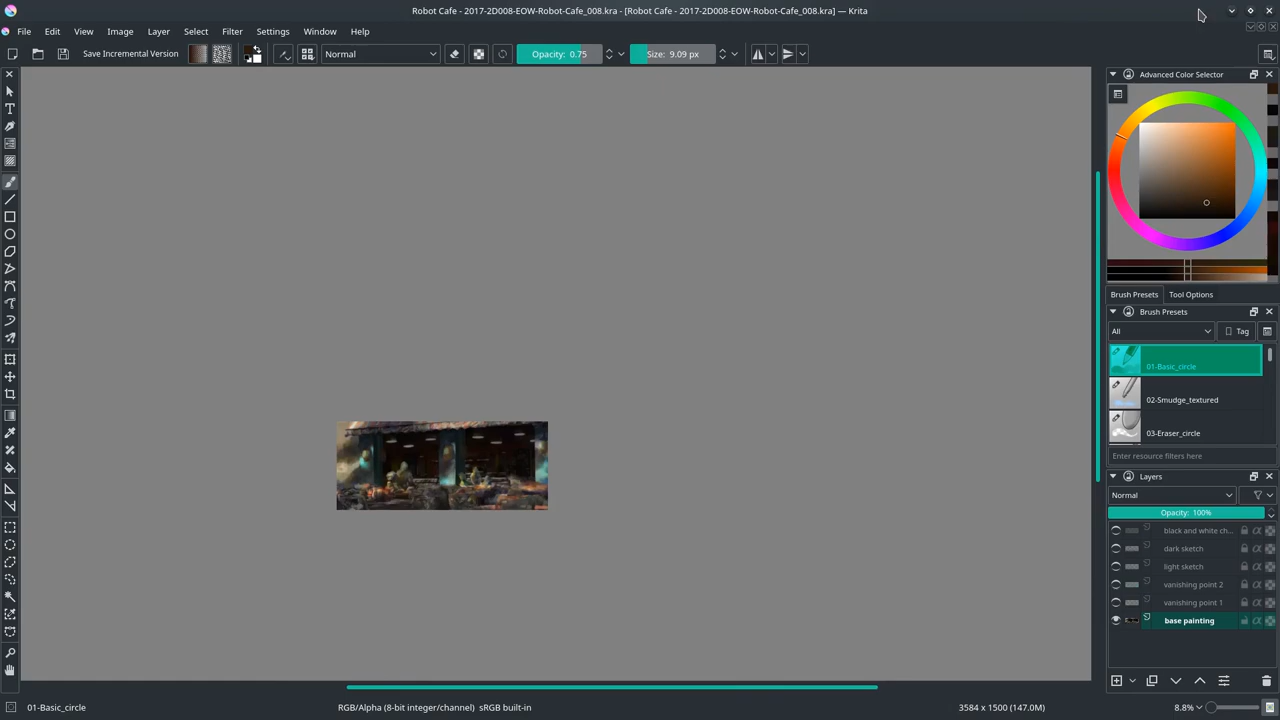 Robot Cafe - 2017-2D008-EOW-Robot-Cafe_008.kra - [Robot Cafe - 2017-2D008-EOW-Robot-Cafe_008.kra] — Krita
File Edit View Image Layer Select Filter Settings Window Help
Save Incremental Version Normal Opacity: 0.75 Size: 9.09 px
Advanced Color Selector
Brush Presets Tool Options
Brush Presets
All Tag
01-Basic_circle
02-Smudge_textured
03-Eraser_circle
Enter resource filters here
Layers
Normal
Opacity: 100%
black and white ch...
dark sketch
light sketch
vanishing point 2
vanishing point 1
base painting
01-Basic_circle RGB/Alpha (8-bit integer/channel) sRGB built-in 3584 x 1500 (147.0M) 8.8%